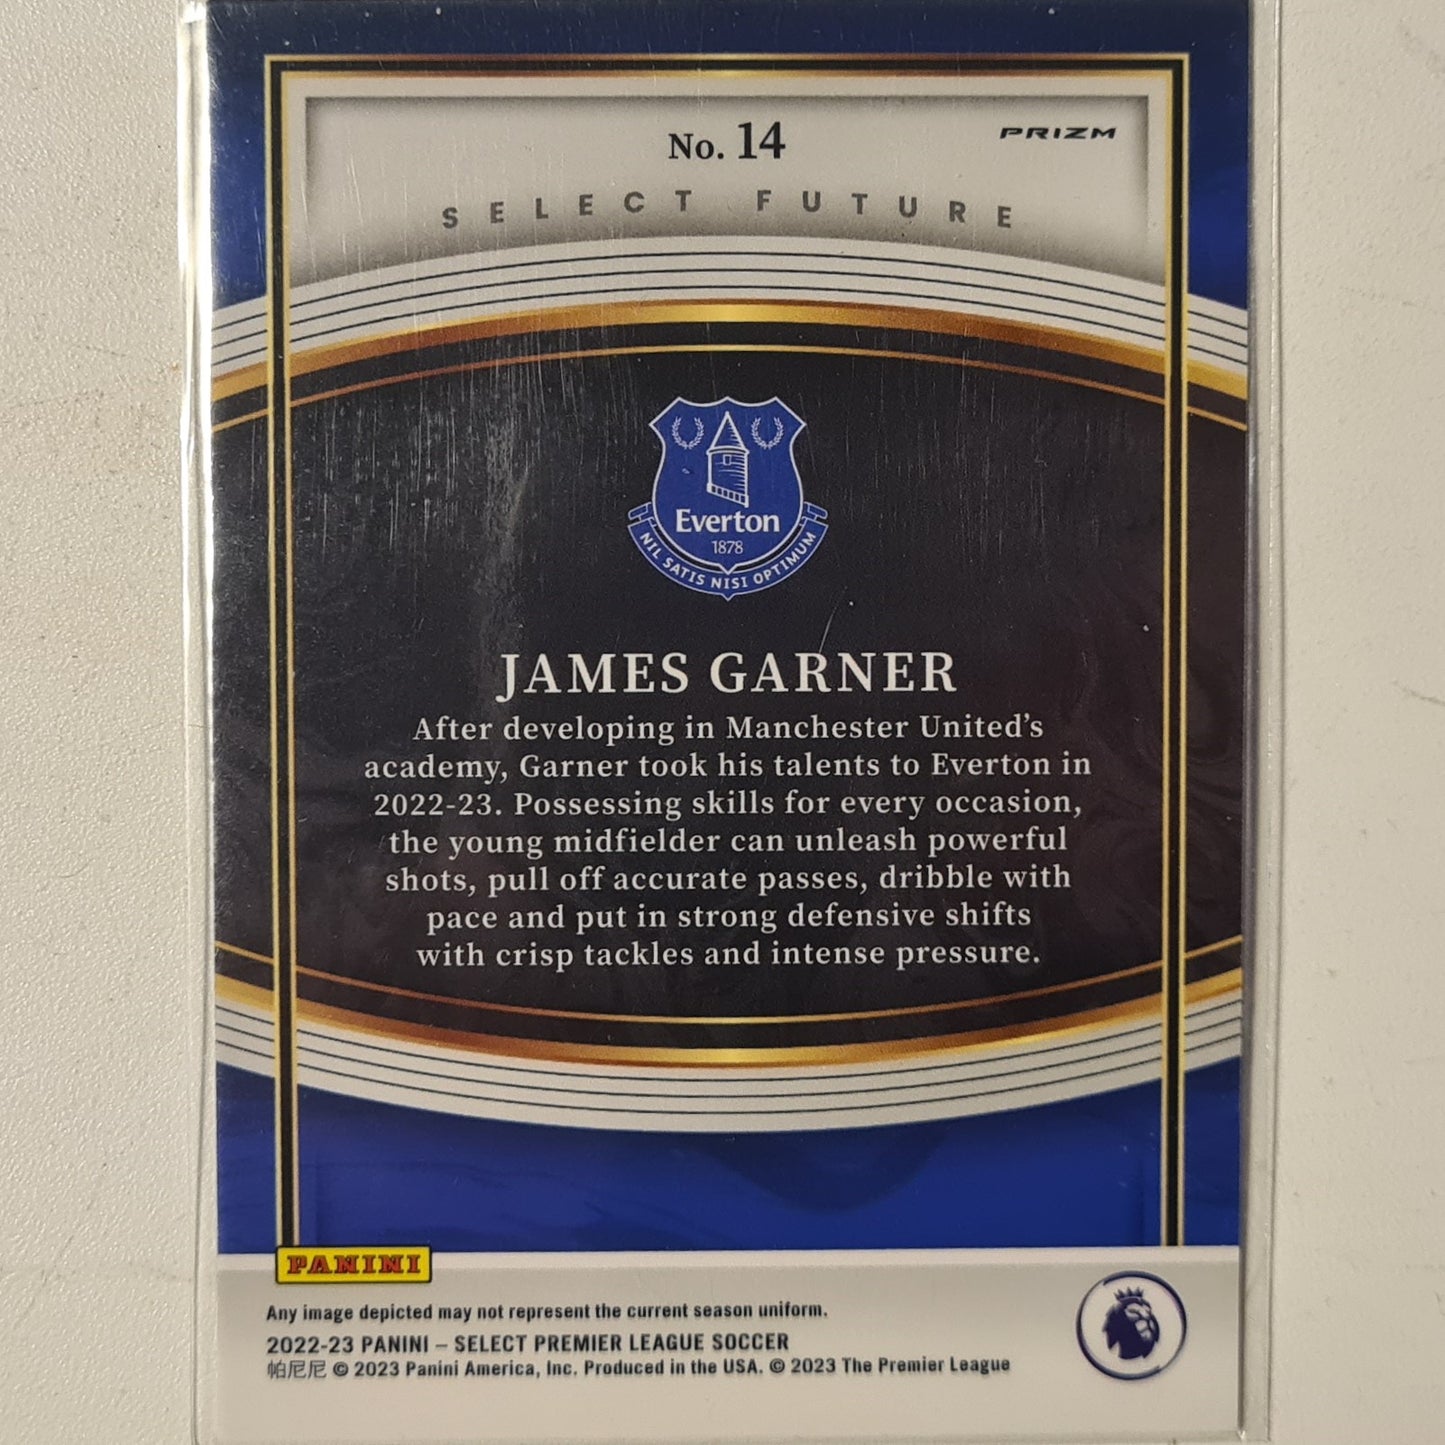 No. 14
PRIZM
SELECT FUTURE
Everton
1878
NIL SATIS NISI OPTIMUM
JAMES GARNER
After developing in Manchester United's
academy, Garner took his talents to Everton in
2022-23. Possessing skills for every occasion,
the young midfielder can unleash powerful
shots, pull off accurate passes, dribble with
pace and put in strong defensive shifts
with crisp tackles and intense pressure.
PANINI
Any image depicted may not represent the current season uniform.
2022-23 PANINI – SELECT PREMIER LEAGUE SOCCER
帕尼尼 © 2023 Panini America, Inc. Produced in the USA. © 2023 The Premier League